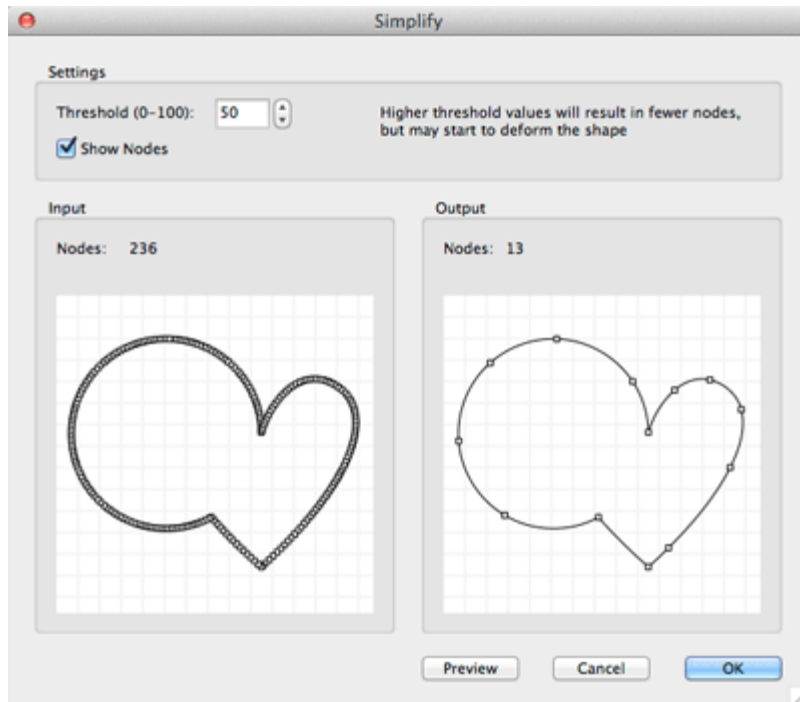 Simplify
Settings
Threshold (0-100): 50
Higher threshold values will result in fewer nodes,
but may start to deform the shape
Show Nodes
Input
Nodes: 236
Output
Nodes: 13
Preview
Cancel
OK